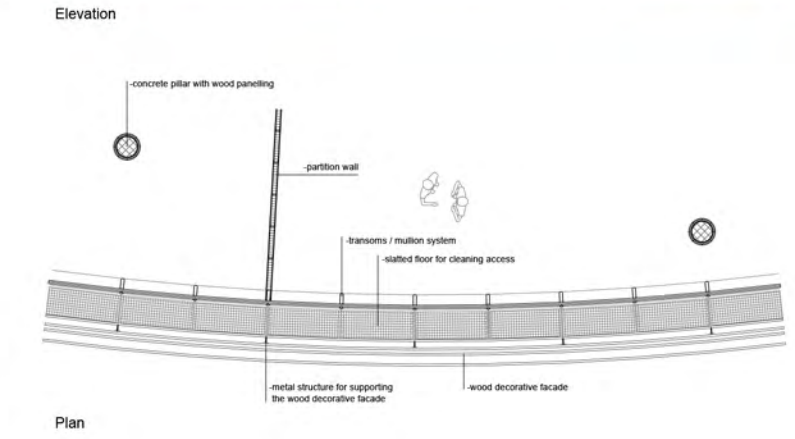 Elevation
-concrete pillar with wood panelling
-partition wall
-transoms / mullion system
-slatted floor for cleaning access
-metal structure for supporting
the wood decorative facade
-wood decorative facade
Plan